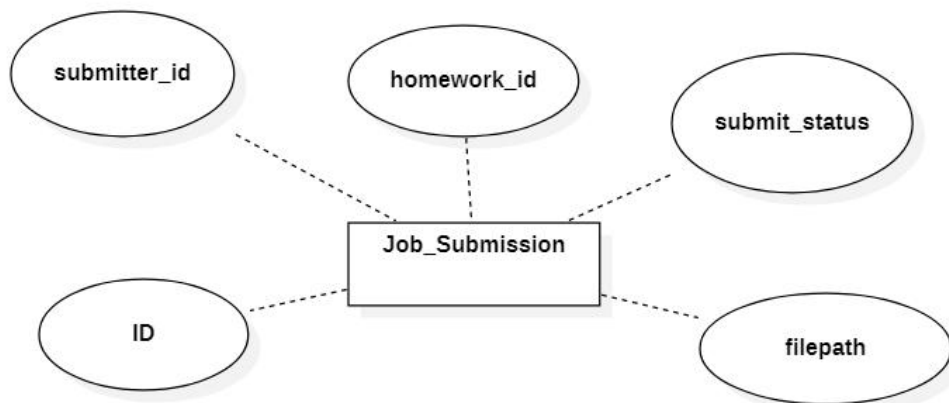 submitter_id
homework_id
submit_status
Job_Submission
ID
filepath